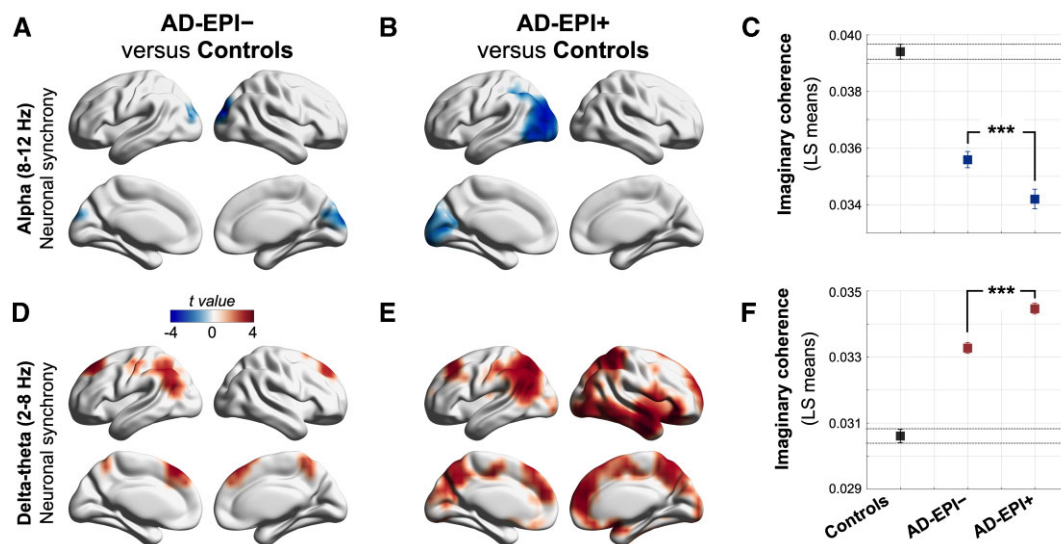 A
AD-EPI−
versus Controls
B
AD-EPI+
versus Controls
C
Alpha (8-12 Hz)
Neuronal synchrony
Imaginary coherence
(LS means)
0.040
0.038
0.036
0.034
***
D
t value
-4 0 4
E
F
Delta-theta (2-8 Hz)
Neuronal synchrony
Imaginary coherence
(LS means)
0.035
0.033
0.031
0.029
***
Controls
AD-EPI−
AD-EPI+